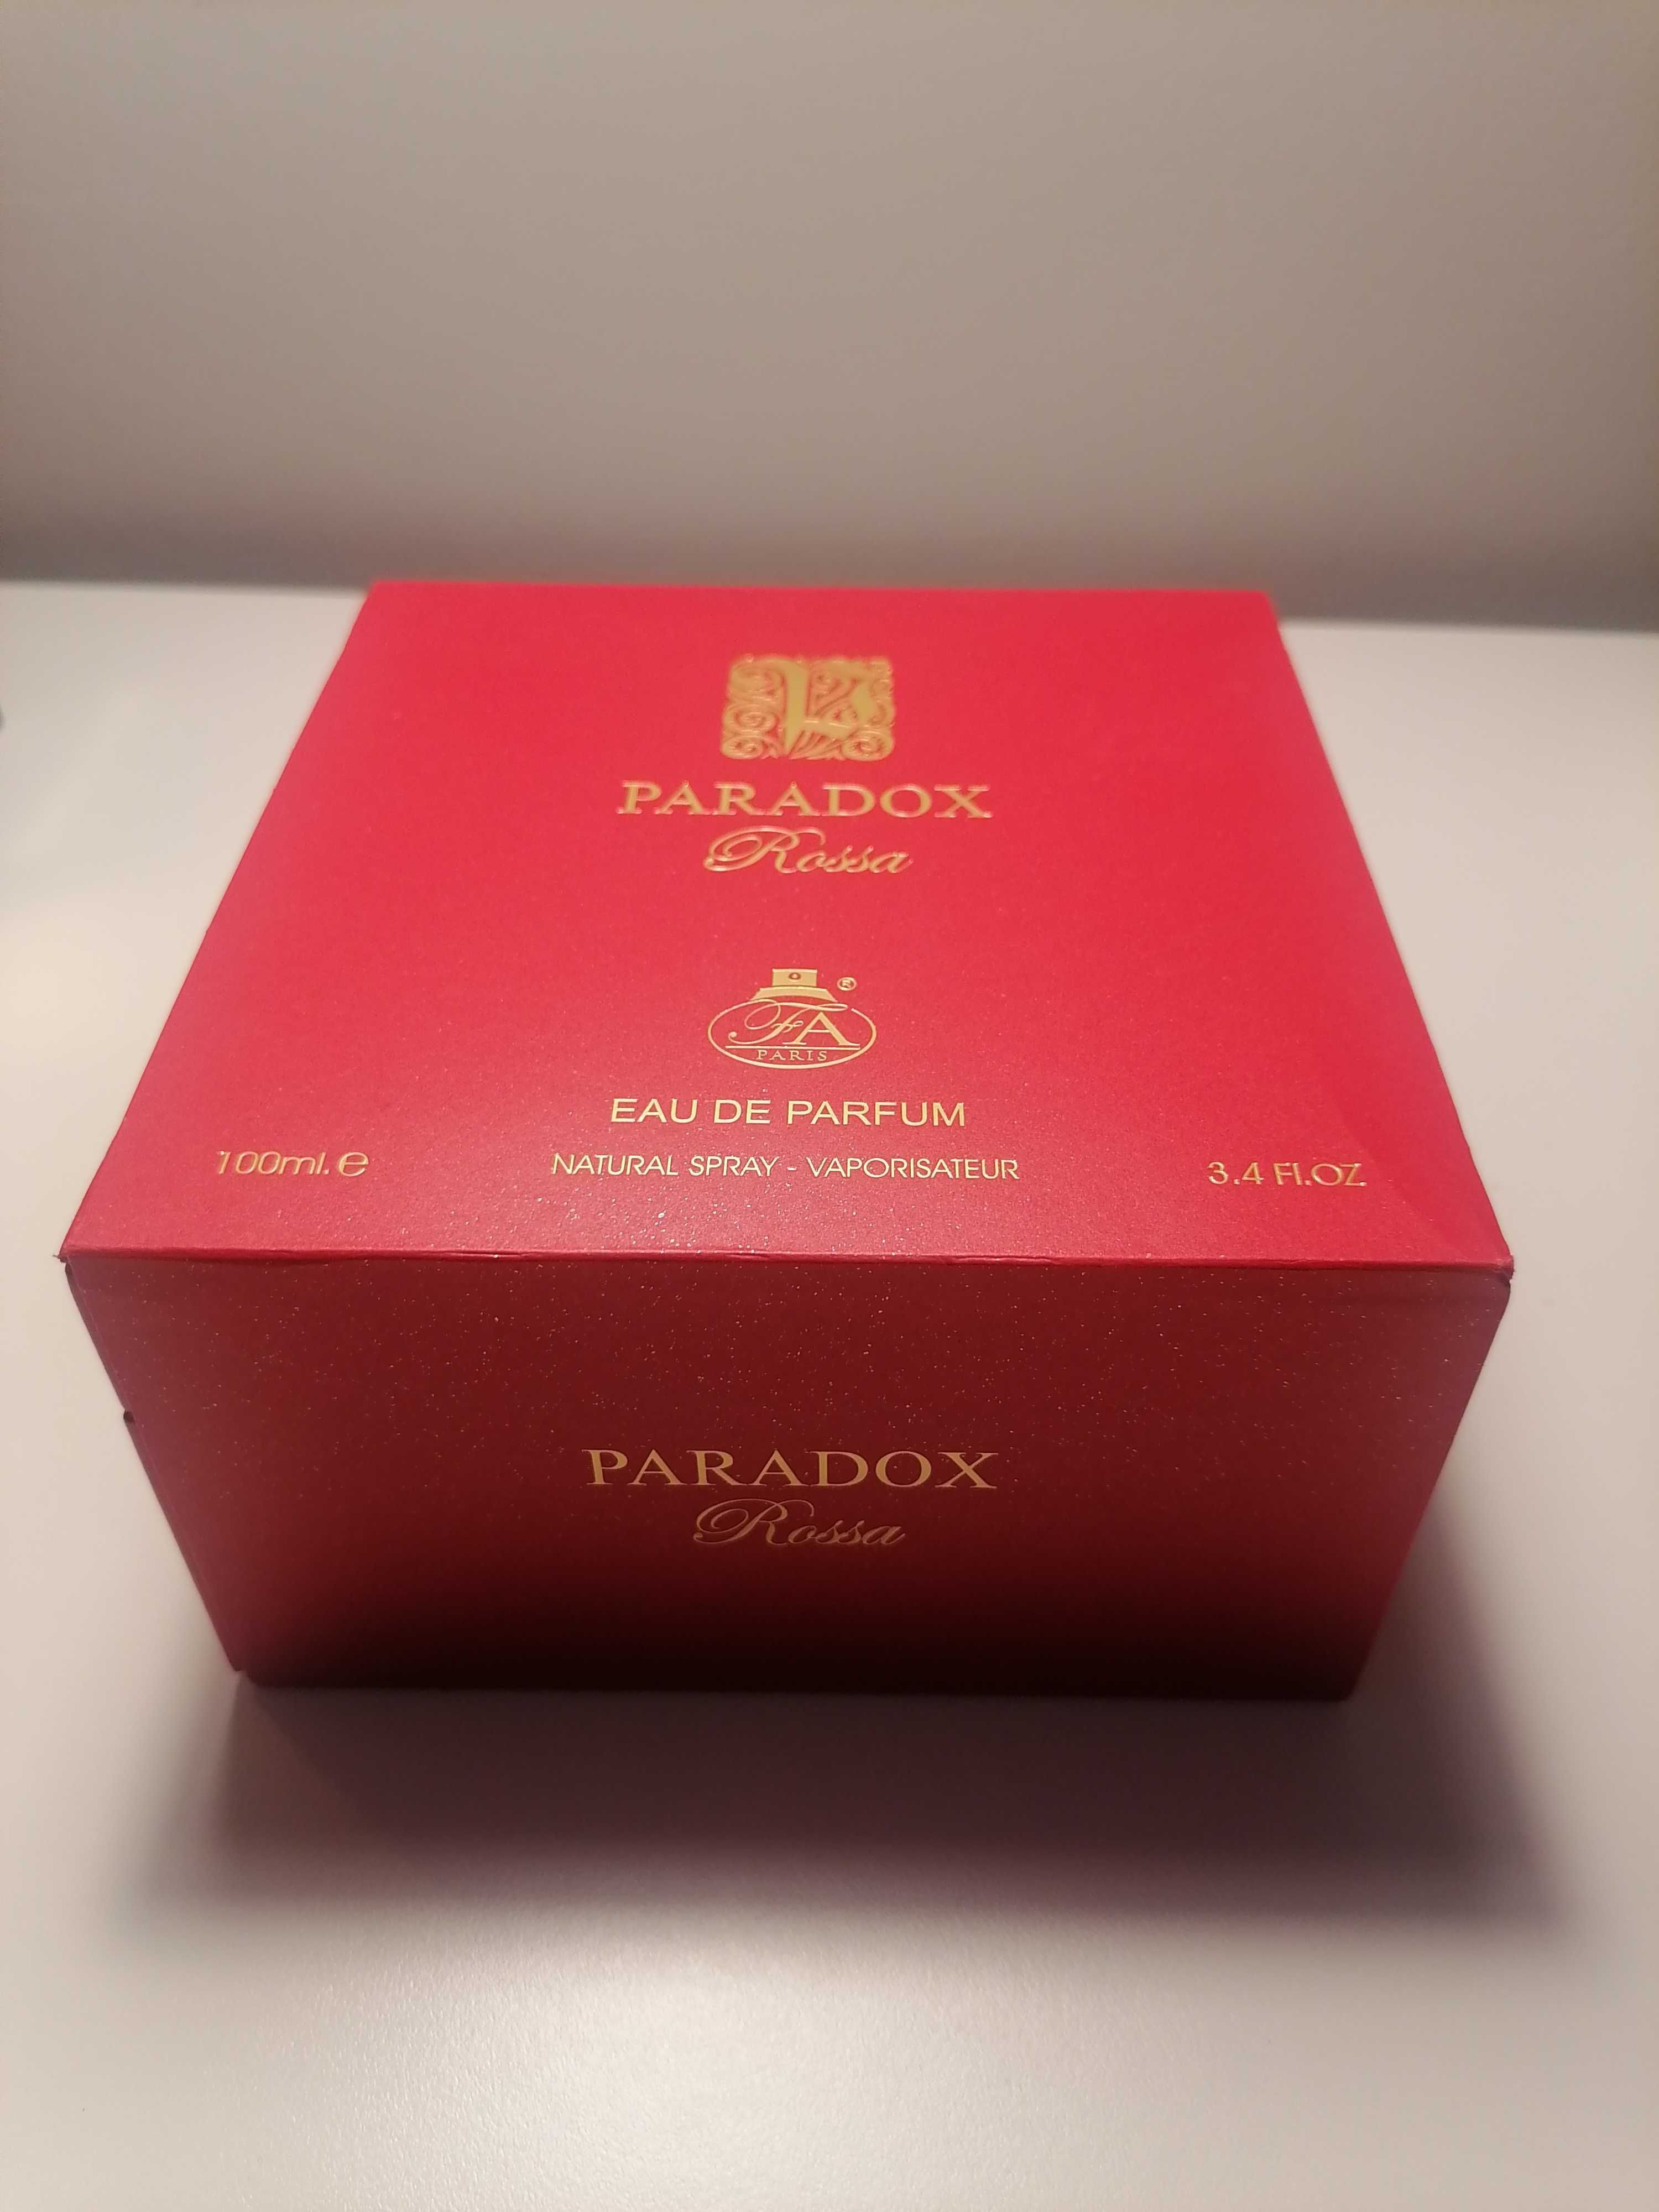 P
PARADOX
Rossa
®
FA
PARIS
EAU DE PARFUM
100ml. e NATURAL SPRAY - VAPORISATEUR 3.4 Fl.OZ.
PARADOX
Rossa